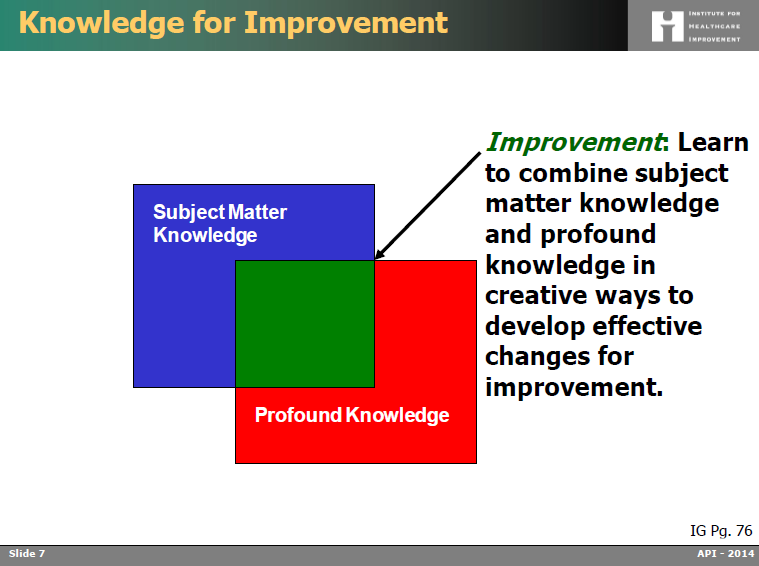 Knowledge for Improvement
INSTITUTE FOR
HEALTHCARE
IMPROVEMENT
Subject Matter
Knowledge
Profound Knowledge
Improvement: Learn
to combine subject
matter knowledge
and profound
knowledge in
creative ways to
develop effective
changes for
improvement.
IG Pg. 76
Slide 7
API - 2014